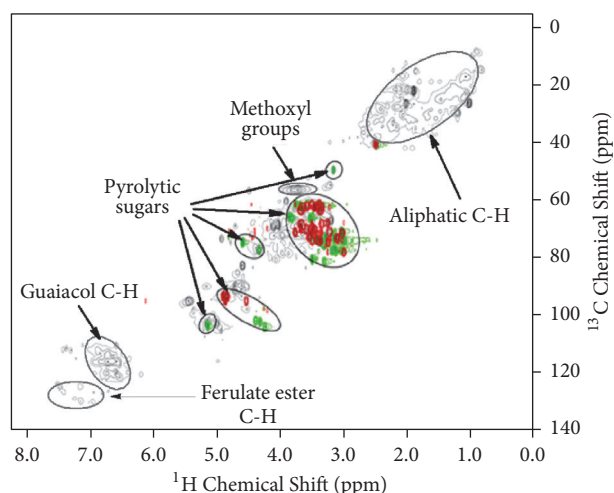 0
20
40
60
80
100
120
140
13C Chemical Shift (ppm)
Methoxyl
groups
Pyrolytic
sugars
Aliphatic C-H
Guaiacol C-H
Ferulate ester
C-H
8.0 7.0 6.0 5.0 4.0 3.0 2.0 1.0 0.0
1H Chemical Shift (ppm)